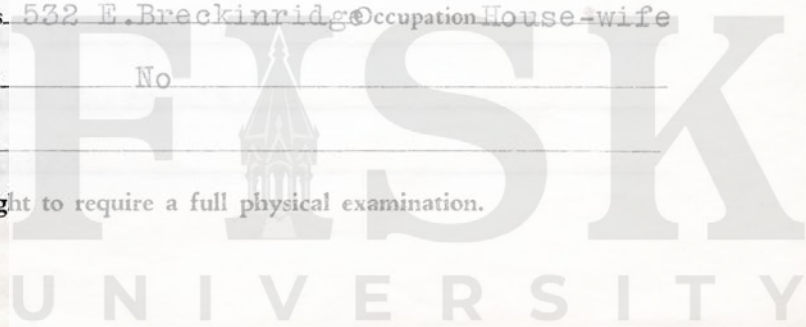 532 E.Breckinridge Occupation House-wife
No
ght to require a full physical examination.
FISK
UNIVERSITY